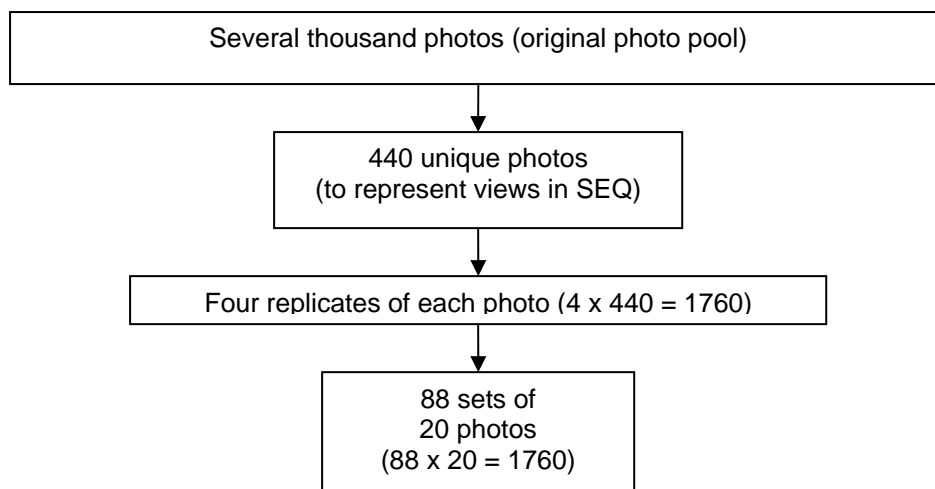 Several thousand photos (original photo pool)
440 unique photos
(to represent views in SEQ)
Four replicates of each photo (4 x 440 = 1760)
88 sets of
20 photos
(88 x 20 = 1760)